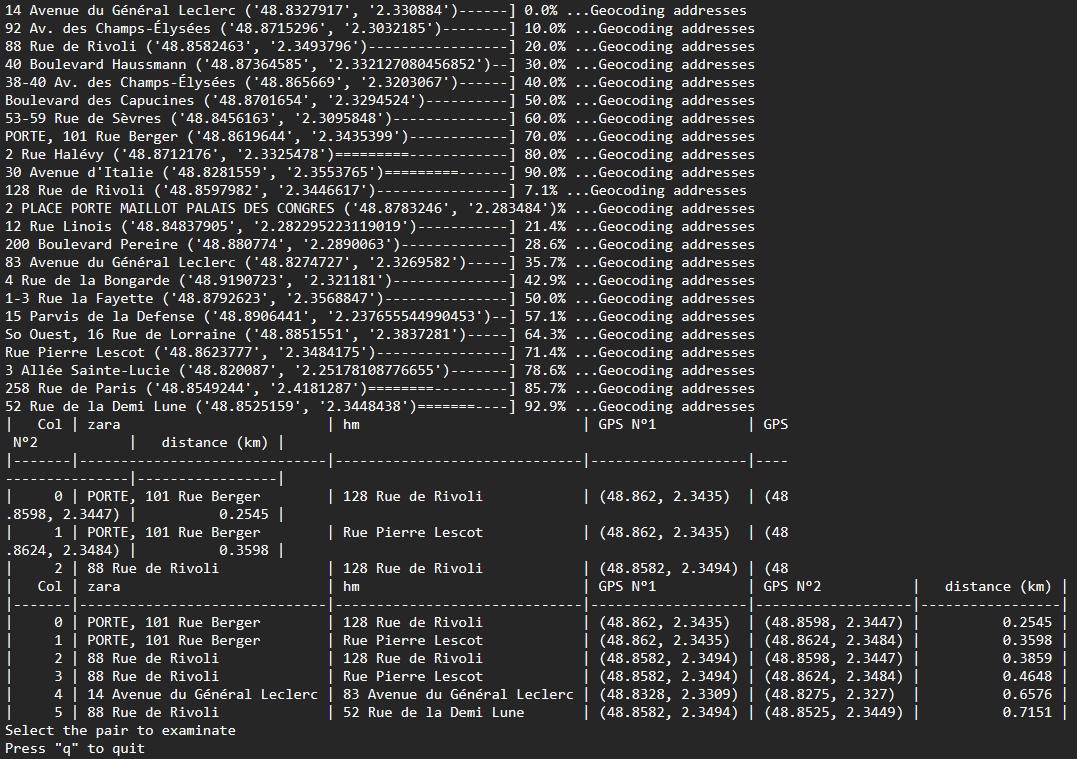 14 Avenue du Général Leclerc ('48.8327917', '2.330884')------] 0.0% ...Geocoding addresses
92 Av. des Champs-Élysées ('48.8715296', '2.3032185')--------] 10.0% ...Geocoding addresses
88 Rue de Rivoli ('48.8582463', '2.3493796')-----------------] 20.0% ...Geocoding addresses
40 Boulevard Haussmann ('48.87364585', '2.332127080456852')--] 30.0% ...Geocoding addresses
38-40 Av. des Champs-Élysées ('48.865669', '2.3203067')------] 40.0% ...Geocoding addresses
Boulevard des Capucines ('48.8701654', '2.3294524')----------] 50.0% ...Geocoding addresses
53-59 Rue de Sèvres ('48.8456163', '2.3095848')--------------] 60.0% ...Geocoding addresses
PORTE, 101 Rue Berger ('48.8619644', '2.3435399')------------] 70.0% ...Geocoding addresses
2 Rue Halévy ('48.8712176', '2.3325478')=========------------] 80.0% ...Geocoding addresses
30 Avenue d'Italie ('48.8281559', '2.3553765')=========------] 90.0% ...Geocoding addresses
128 Rue de Rivoli ('48.8597982', '2.3446617')----------------] 7.1% ...Geocoding addresses
2 PLACE PORTE MAILLOT PALAIS DES CONGRES ('48.8783246', '2.283484')% ...Geocoding addresses
12 Rue Linois ('48.84837905', '2.282295223119019')-----------] 21.4% ...Geocoding addresses
200 Boulevard Pereire ('48.880774', '2.2890063')-------------] 28.6% ...Geocoding addresses
83 Avenue du Général Leclerc ('48.8274727', '2.3269582')-----] 35.7% ...Geocoding addresses
4 Rue de la Bongarde ('48.9190723', '2.321181')--------------] 42.9% ...Geocoding addresses
1-3 Rue la Fayette ('48.8792623', '2.3568847')---------------] 50.0% ...Geocoding addresses
15 Parvis de la Defense ('48.8906441', '2.237655544990453')--] 57.1% ...Geocoding addresses
So Ouest, 16 Rue de Lorraine ('48.8851551', '2.3837281')-----] 64.3% ...Geocoding addresses
Rue Pierre Lescot ('48.8623777', '2.3484175')----------------] 71.4% ...Geocoding addresses
3 Allée Sainte-Lucie ('48.820087', '2.25178108776655')-------] 78.6% ...Geocoding addresses
258 Rue de Paris ('48.8549244', '2.4181287')========---------] 85.7% ...Geocoding addresses
52 Rue de la Demi Lune ('48.8525159', '2.3448438')=======----] 92.9% ...Geocoding addresses
|   Col | zara                         | hm                           | GPS N°1           | GPS
 N°2           |   distance (km) |
|-------|------------------------------|------------------------------|-------------------|----
---------------|-----------------|
|     0 | PORTE, 101 Rue Berger        | 128 Rue de Rivoli            | (48.862, 2.3435)  | (48
.8598, 2.3447) |          0.2545 |
|     1 | PORTE, 101 Rue Berger        | Rue Pierre Lescot            | (48.862, 2.3435)  | (48
.8624, 2.3484) |          0.3598 |
|     2 | 88 Rue de Rivoli             | 128 Rue de Rivoli            | (48.8582, 2.3494) | (48
|   Col | zara                         | hm                           | GPS N°1           | GPS N°2           |   distance (km) |
|-------|------------------------------|------------------------------|-------------------|-------------------|-----------------|
|     0 | PORTE, 101 Rue Berger        | 128 Rue de Rivoli            | (48.862, 2.3435)  | (48.8598, 2.3447) |          0.2545 |
|     1 | PORTE, 101 Rue Berger        | Rue Pierre Lescot            | (48.862, 2.3435)  | (48.8624, 2.3484) |          0.3598 |
|     2 | 88 Rue de Rivoli             | 128 Rue de Rivoli            | (48.8582, 2.3494) | (48.8598, 2.3447) |          0.3859 |
|     3 | 88 Rue de Rivoli             | Rue Pierre Lescot            | (48.8582, 2.3494) | (48.8624, 2.3484) |          0.4648 |
|     4 | 14 Avenue du Général Leclerc | 83 Avenue du Général Leclerc | (48.8328, 2.3309) | (48.8275, 2.327)  |          0.6576 |
|     5 | 88 Rue de Rivoli             | 52 Rue de la Demi Lune       | (48.8582, 2.3494) | (48.8525, 2.3449) |          0.7151 |
Select the pair to examinate
Press "q" to quit